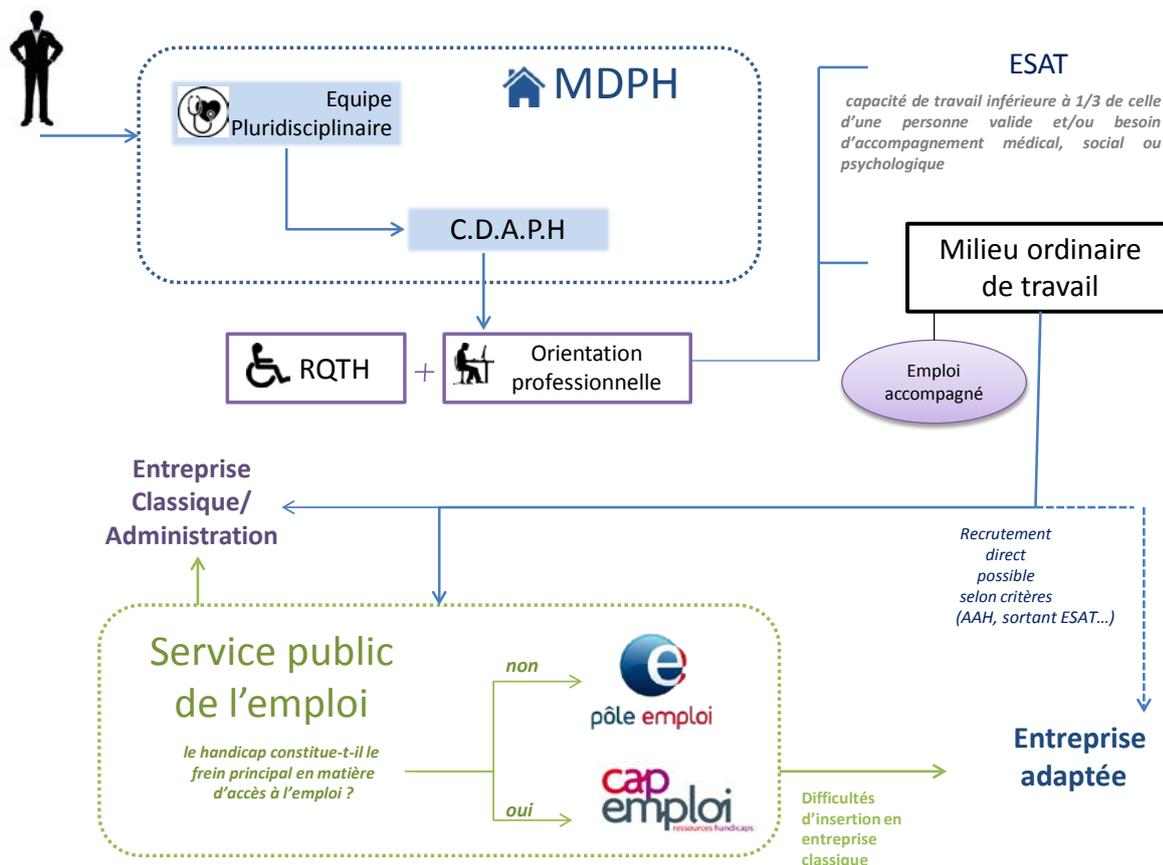 MDPH
Equipe
Pluridisciplinaire
C.D.A.P.H
RQTH
+
Orientation
professionnelle
ESAT
capacité de travail inférieure à 1/3 de celle
d'une personne valide et/ou besoin
d'accompagnement médical, social ou
psychologique
Milieu ordinaire
de travail
Emploi
accompagné
Entreprise
Classique/
Administration
Recrutement
direct
possible
selon critères
(AAH, sortant ESAT...)
Service public
de l'emploi
le handicap constitue-t-il le
frein principal en matière
d'accès à l'emploi ?
non
pôle emploi
oui
cap
emploi
ressources handicaps
Difficultés
d'insertion en
entreprise
classique
Entreprise
adaptée